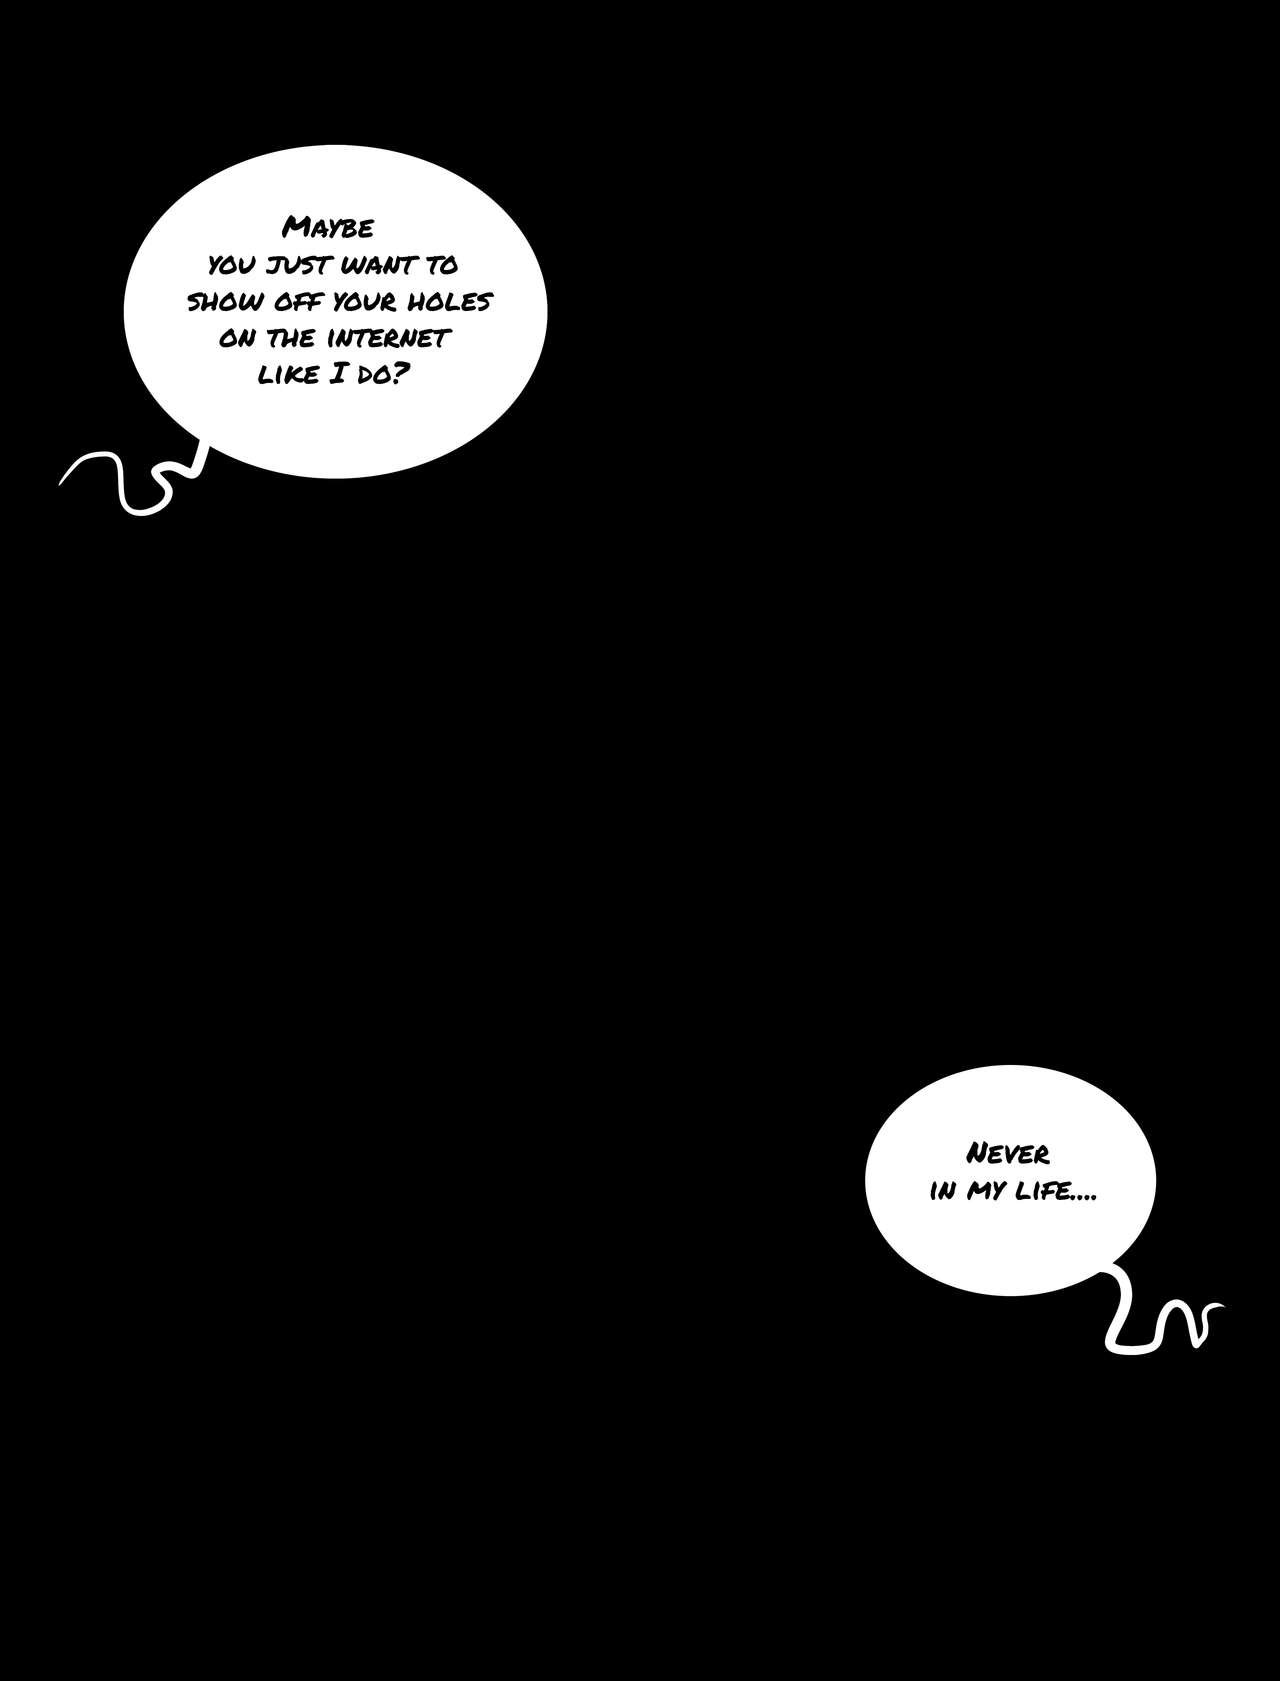 Maybe
you just want to
show off your holes
on the internet
like I do?
Never
in my life....